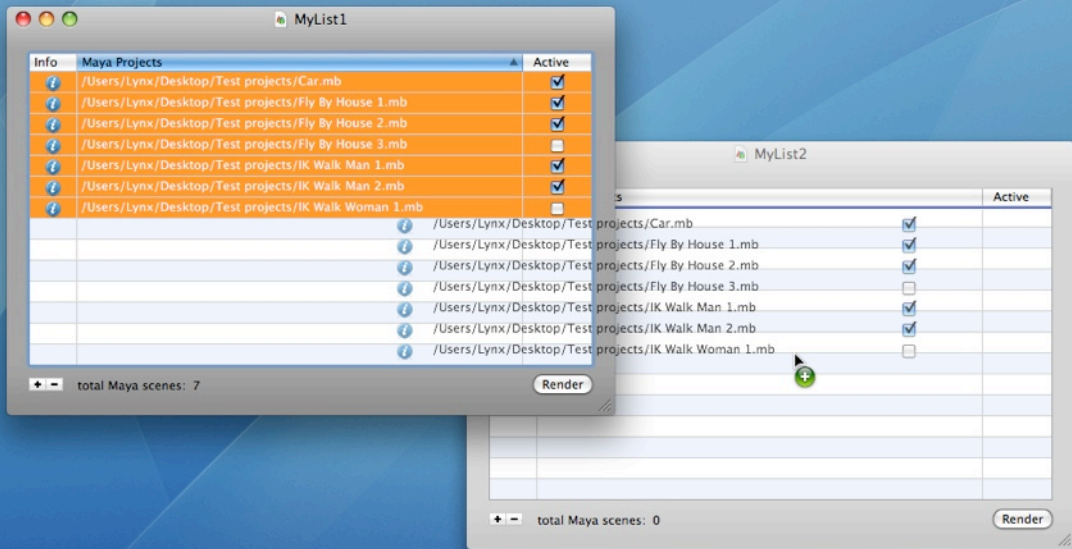 MyList1
Info Maya Projects Active
/Users/Lynx/Desktop/Test projects/Car.mb
/Users/Lynx/Desktop/Test projects/Fly By House 1.mb
/Users/Lynx/Desktop/Test projects/Fly By House 2.mb
/Users/Lynx/Desktop/Test projects/Fly By House 3.mb
/Users/Lynx/Desktop/Test projects/IK Walk Man 1.mb
/Users/Lynx/Desktop/Test projects/IK Walk Man 2.mb
/Users/Lynx/Desktop/Test projects/IK Walk Woman 1.mb
total Maya scenes: 7
Render
MyList2
ts Active
/Users/Lynx/Desktop/Test projects/Car.mb
/Users/Lynx/Desktop/Test projects/Fly By House 1.mb
/Users/Lynx/Desktop/Test projects/Fly By House 2.mb
/Users/Lynx/Desktop/Test projects/Fly By House 3.mb
/Users/Lynx/Desktop/Test projects/IK Walk Man 1.mb
/Users/Lynx/Desktop/Test projects/IK Walk Man 2.mb
/Users/Lynx/Desktop/Test projects/IK Walk Woman 1.mb
total Maya scenes: 0
Render